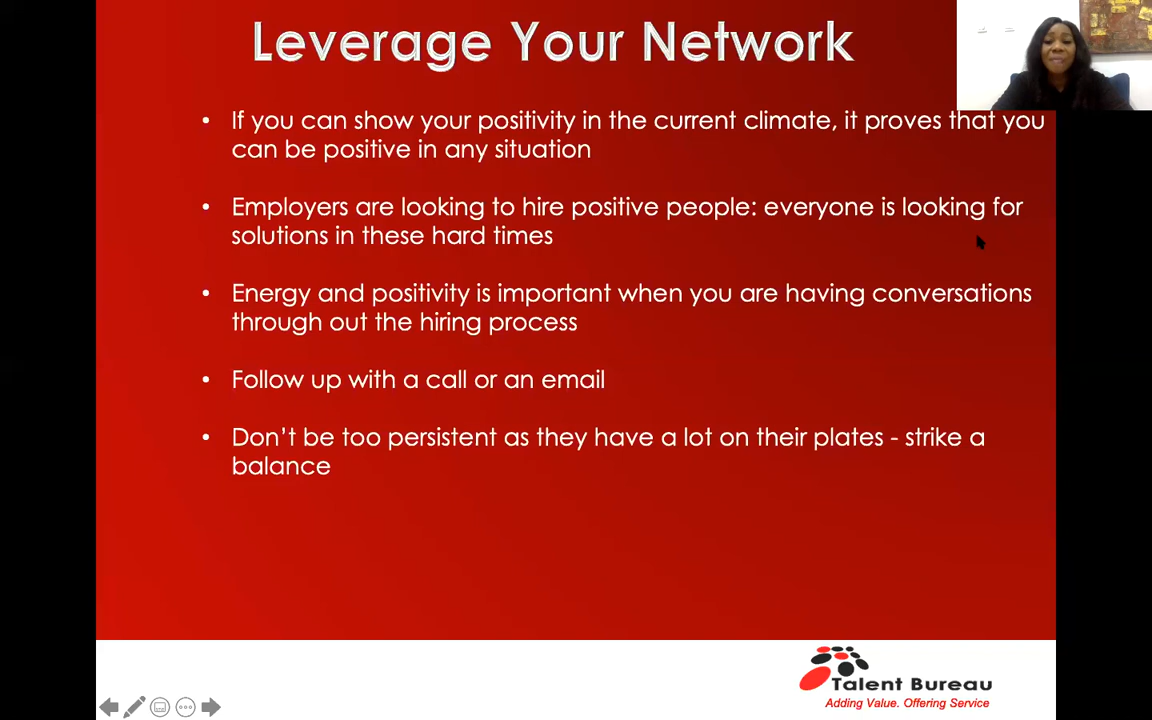 Leverage Your Network
• If you can show your positivity in the current climate, it proves that you
can be positive in any situation
• Employers are looking to hire positive people: everyone is looking for
solutions in these hard times
• Energy and positivity is important when you are having conversations
through out the hiring process
• Follow up with a call or an email
• Don't be too persistent as they have a lot on their plates - strike a
balance
Talent Bureau
Adding Value. Offering Service